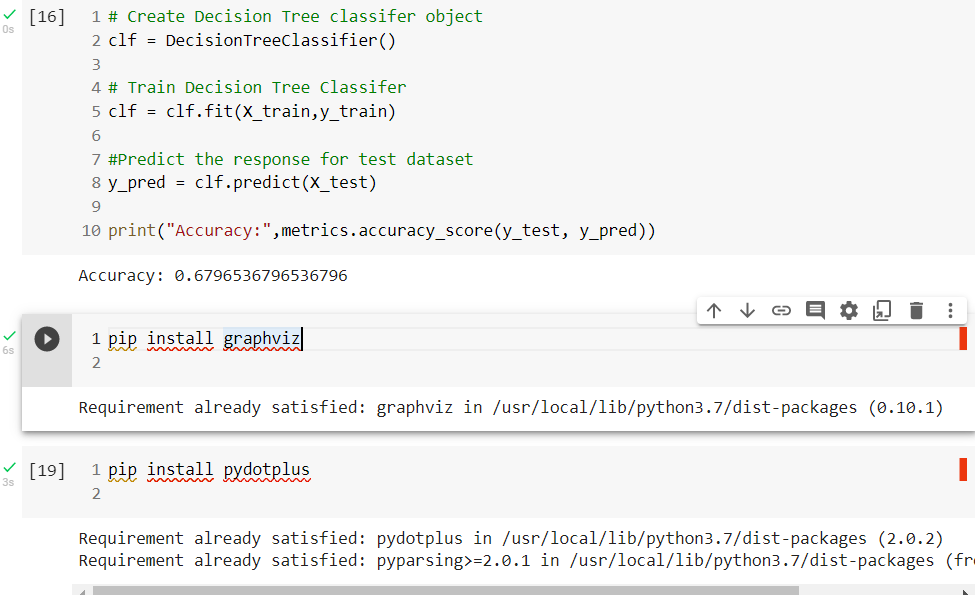 [16]
0s
1 # Create Decision Tree classifer object
2 clf = DecisionTreeClassifier()
3
4 # Train Decision Tree Classifer
5 clf = clf.fit(X_train,y_train)
6
7 #Predict the response for test dataset
8 y_pred = clf.predict(X_test)
9
10 print("Accuracy:",metrics.accuracy_score(y_test, y_pred))
Accuracy: 0.6796536796536796
6s
1 pip install graphviz
2
Requirement already satisfied: graphviz in /usr/local/lib/python3.7/dist-packages (0.10.1)
[19]
3s
1 pip install pydotplus
2
Requirement already satisfied: pydotplus in /usr/local/lib/python3.7/dist-packages (2.0.2)
Requirement already satisfied: pyparsing>=2.0.1 in /usr/local/lib/python3.7/dist-packages